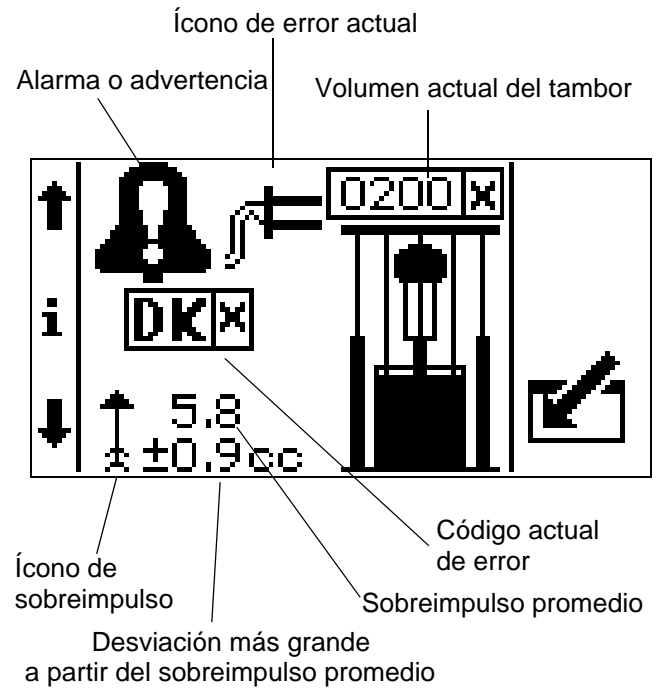 Ícono de error actual
Alarma o advertencia
Volumen actual del tambor
0200 X
i
DK X
5.8
±0.9cc
Código actual
de error
Ícono de
sobreimpulso
Sobreimpulso promedio
Desviación más grande
a partir del sobreimpulso promedio